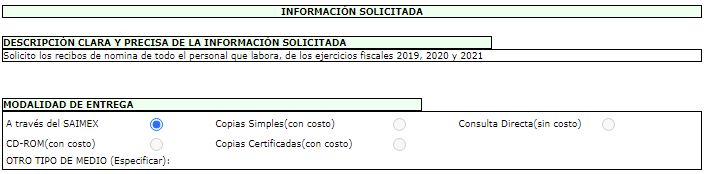 INFORMACIÓN SOLICITADA
DESCRIPCIÓN CLARA Y PRECISA DE LA INFORMACIÓN SOLICITADA
Solicito los recibos de nomina de todo el personal que labora, de los ejercicios fiscales 2019, 2020 y 2021
MODALIDAD DE ENTREGA
A través del SAIMEX Copias Simples(con costo) Consulta Directa(sin costo)
CD-ROM(con costo) Copias Certificadas(con costo)
OTRO TIPO DE MEDIO (Especificar):